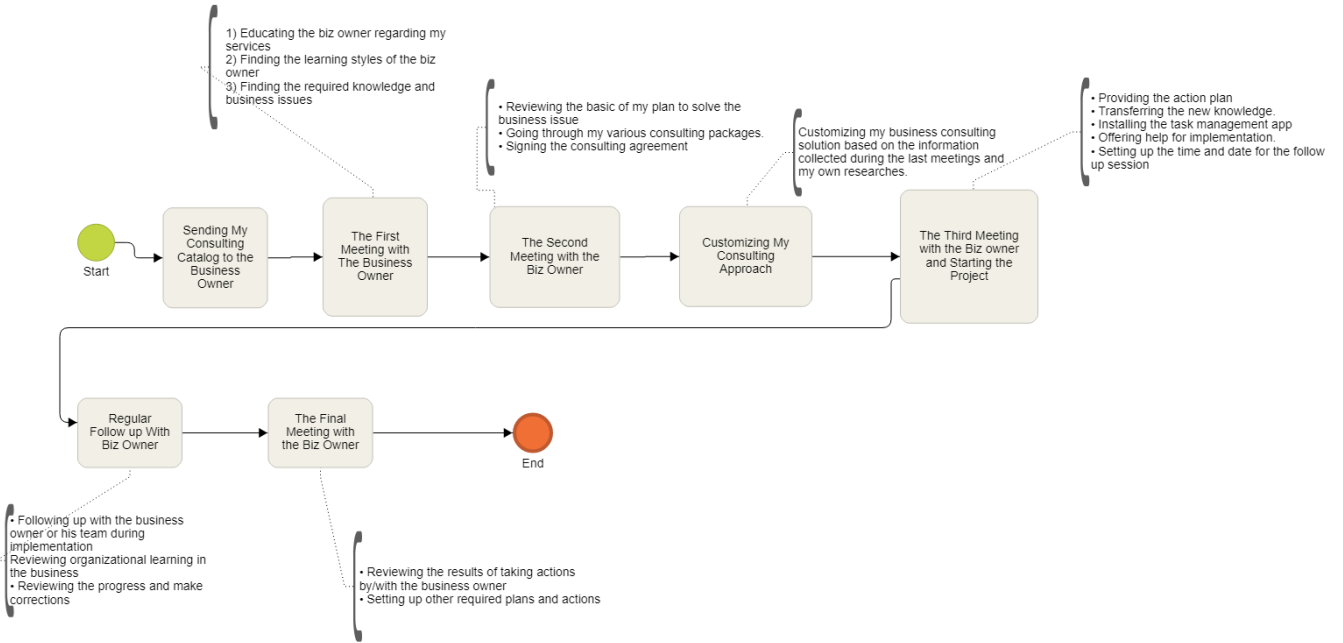 1) Educating the biz owner regarding my
services
2) Finding the learning styles of the biz
owner
3) Finding the required knowledge and
business issues
• Reviewing the basic of my plan to solve the
business issue
• Going through my various consulting packages.
• Signing the consulting agreement
Customizing my business consulting
solution based on the information
collected during the last meetings and
my own researches.
• Providing the action plan
• Transferring the new knowledge.
• Installing the task management app
• Offering help for implementation.
• Setting up the time and date for the follow
up session
Start
Sending My
Consulting
Catalog to the
Business
Owner
The First
Meeting with
The Business
Owner
The Second
Meeting with the
Biz Owner
Customizing My
Consulting
Approach
The Third Meeting
with the Biz owner
and Starting the
Project
Regular
Follow up With
Biz Owner
The Final
Meeting with
the Biz Owner
End
• Following up with the business
owner or his team during
implementation
Reviewing organizational learning in
the business
• Reviewing the progress and make
corrections
• Reviewing the results of taking actions
by/with the business owner
• Setting up other required plans and actions